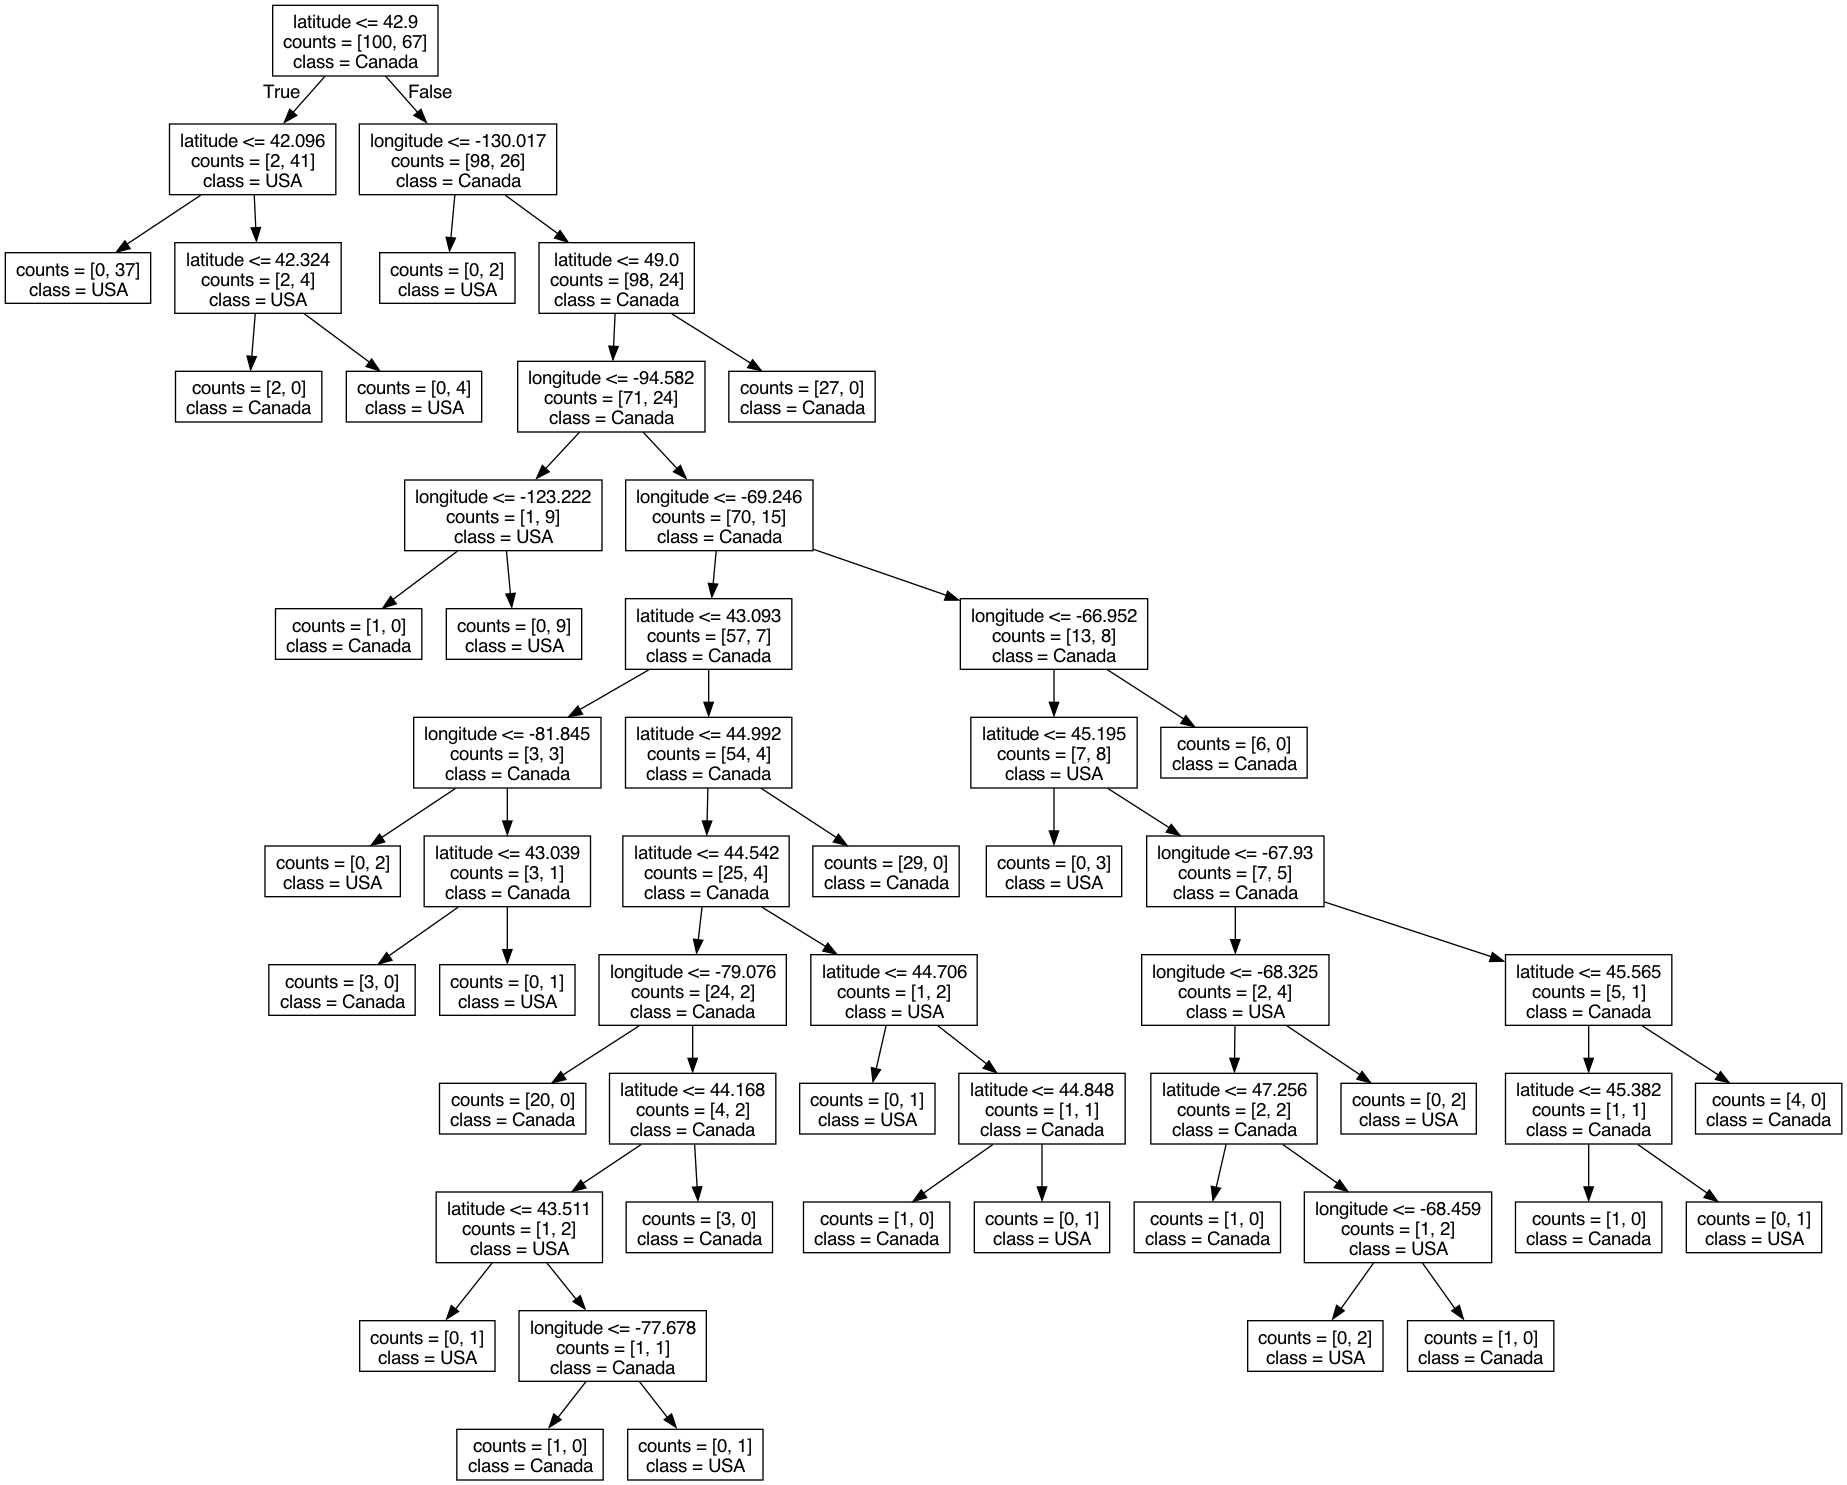 latitude <= 42.9
counts = [100, 67]
class = Canada
True
False
latitude <= 42.096
counts = [2, 41]
class = USA
longitude <= -130.017
counts = [98, 26]
class = Canada
counts = [0, 37]
class = USA
latitude <= 42.324
counts = [2, 4]
class = USA
counts = [0, 2]
class = USA
latitude <= 49.0
counts = [98, 24]
class = Canada
counts = [2, 0]
class = Canada
counts = [0, 4]
class = USA
longitude <= -94.582
counts = [71, 24]
class = Canada
counts = [27, 0]
class = Canada
longitude <= -123.222
counts = [1, 9]
class = USA
longitude <= -69.246
counts = [70, 15]
class = Canada
counts = [1, 0]
class = Canada
counts = [0, 9]
class = USA
latitude <= 43.093
counts = [57, 7]
class = Canada
longitude <= -66.952
counts = [13, 8]
class = Canada
longitude <= -81.845
counts = [3, 3]
class = Canada
latitude <= 44.992
counts = [54, 4]
class = Canada
latitude <= 45.195
counts = [7, 8]
class = USA
counts = [6, 0]
class = Canada
counts = [0, 2]
class = USA
latitude <= 43.039
counts = [3, 1]
class = Canada
latitude <= 44.542
counts = [25, 4]
class = Canada
counts = [29, 0]
class = Canada
counts = [0, 3]
class = USA
longitude <= -67.93
counts = [7, 5]
class = Canada
counts = [3, 0]
class = Canada
counts = [0, 1]
class = USA
longitude <= -79.076
counts = [24, 2]
class = Canada
latitude <= 44.706
counts = [1, 2]
class = USA
longitude <= -68.325
counts = [2, 4]
class = USA
latitude <= 45.565
counts = [5, 1]
class = Canada
counts = [20, 0]
class = Canada
latitude <= 44.168
counts = [4, 2]
class = Canada
counts = [0, 1]
class = USA
latitude <= 44.848
counts = [1, 1]
class = Canada
latitude <= 47.256
counts = [2, 2]
class = Canada
counts = [0, 2]
class = USA
latitude <= 45.382
counts = [1, 1]
class = Canada
counts = [4, 0]
class = Canada
latitude <= 43.511
counts = [1, 2]
class = USA
counts = [3, 0]
class = Canada
counts = [1, 0]
class = Canada
counts = [0, 1]
class = USA
counts = [1, 0]
class = Canada
longitude <= -68.459
counts = [1, 2]
class = USA
counts = [1, 0]
class = Canada
counts = [0, 1]
class = USA
counts = [0, 1]
class = USA
longitude <= -77.678
counts = [1, 1]
class = Canada
counts = [0, 2]
class = USA
counts = [1, 0]
class = Canada
counts = [1, 0]
class = Canada
counts = [0, 1]
class = USA